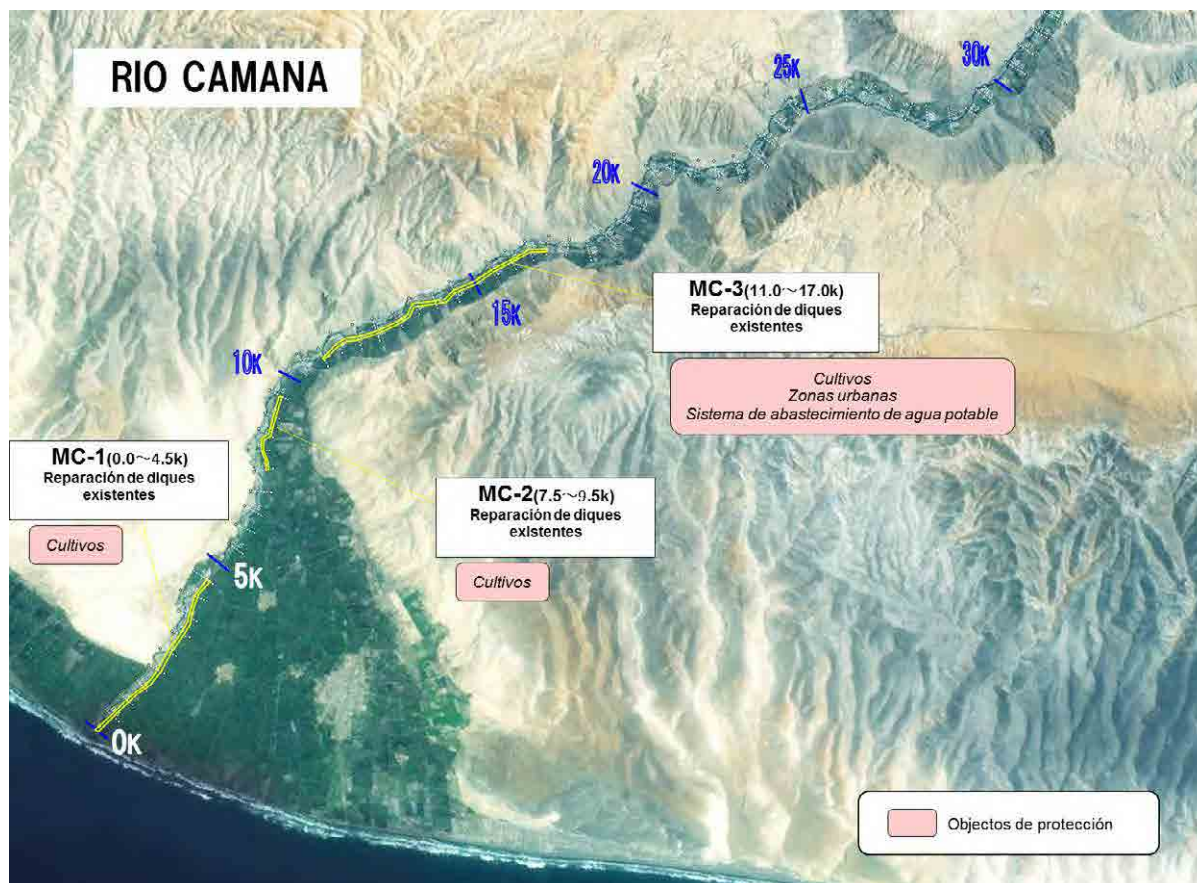 RIO CAMANA
30K
25K
20K
MC-3(11.0~17.0k)
Reparación de diques
existentes
15K
10K
Cultivos
Zonas urbanas
Sistema de abastecimiento de agua potable
MC-1(0.0~4.5k)
Reparación de diques
existentes
Cultivos
MC-2(7.5~9.5k)
Reparación de diques
existentes
Cultivos
5K
0K
Objectos de protección